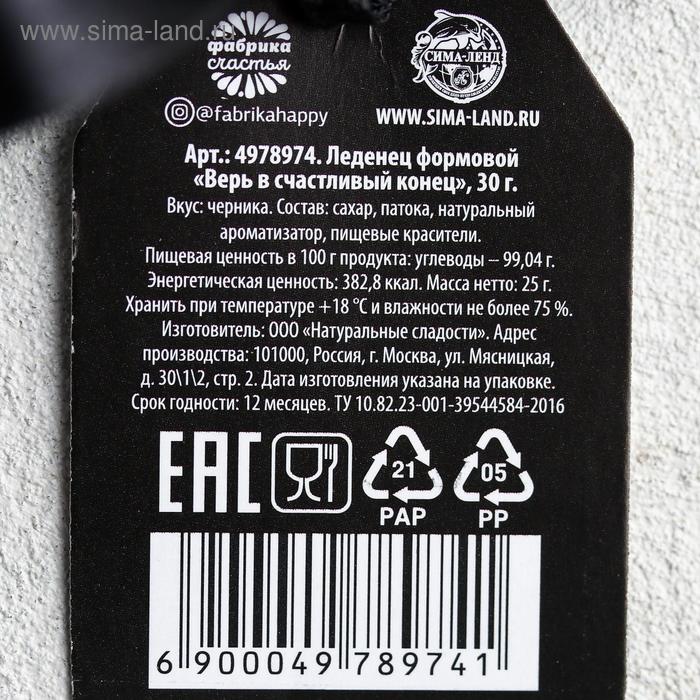 www.sima-land.ru
фабрика
счастья
СИМА-ЛЕНД
@fabrikahappy
WWW.SIMA-LAND.RU
Арт.: 4978974. Леденец формовой
«Верь в счастливый конец», 30 г.
Вкус: черника. Состав: сахар, патока, натуральный
ароматизатор, пищевые красители.
Пищевая ценность в 100 г продукта: углеводы – 99,04 г.
Энергетическая ценность: 382,8 ккал. Масса нетто: 25 г.
Хранить при температуре +18 °С и влажности не более 75 %.
Изготовитель: ООО «Натуральные сладости». Адрес
производства: 101000, Россия, г. Москва, ул. Мясницкая,
д. 30\1\2, стр. 2. Дата изготовления указана на упаковке.
Срок годности: 12 месяцев. ТУ 10.82.23-001-39544584-2016
EAC
21
05
PAP
PP
6 900049 789741